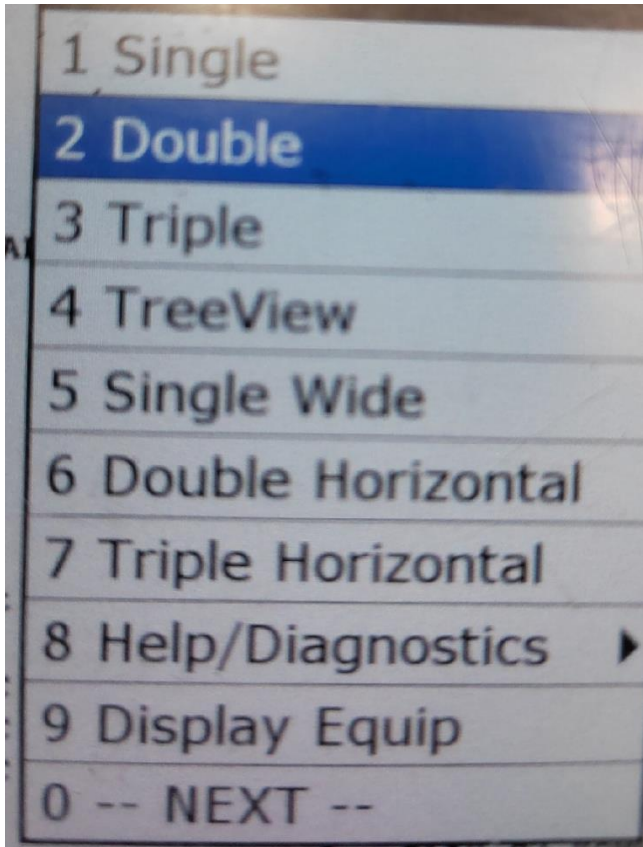 1 Single
2 Double
3 Triple
4 TreeView
5 Single Wide
6 Double Horizontal
7 Triple Horizontal
8 Help/Diagnostics
9 Display Equip
0 -- NEXT --